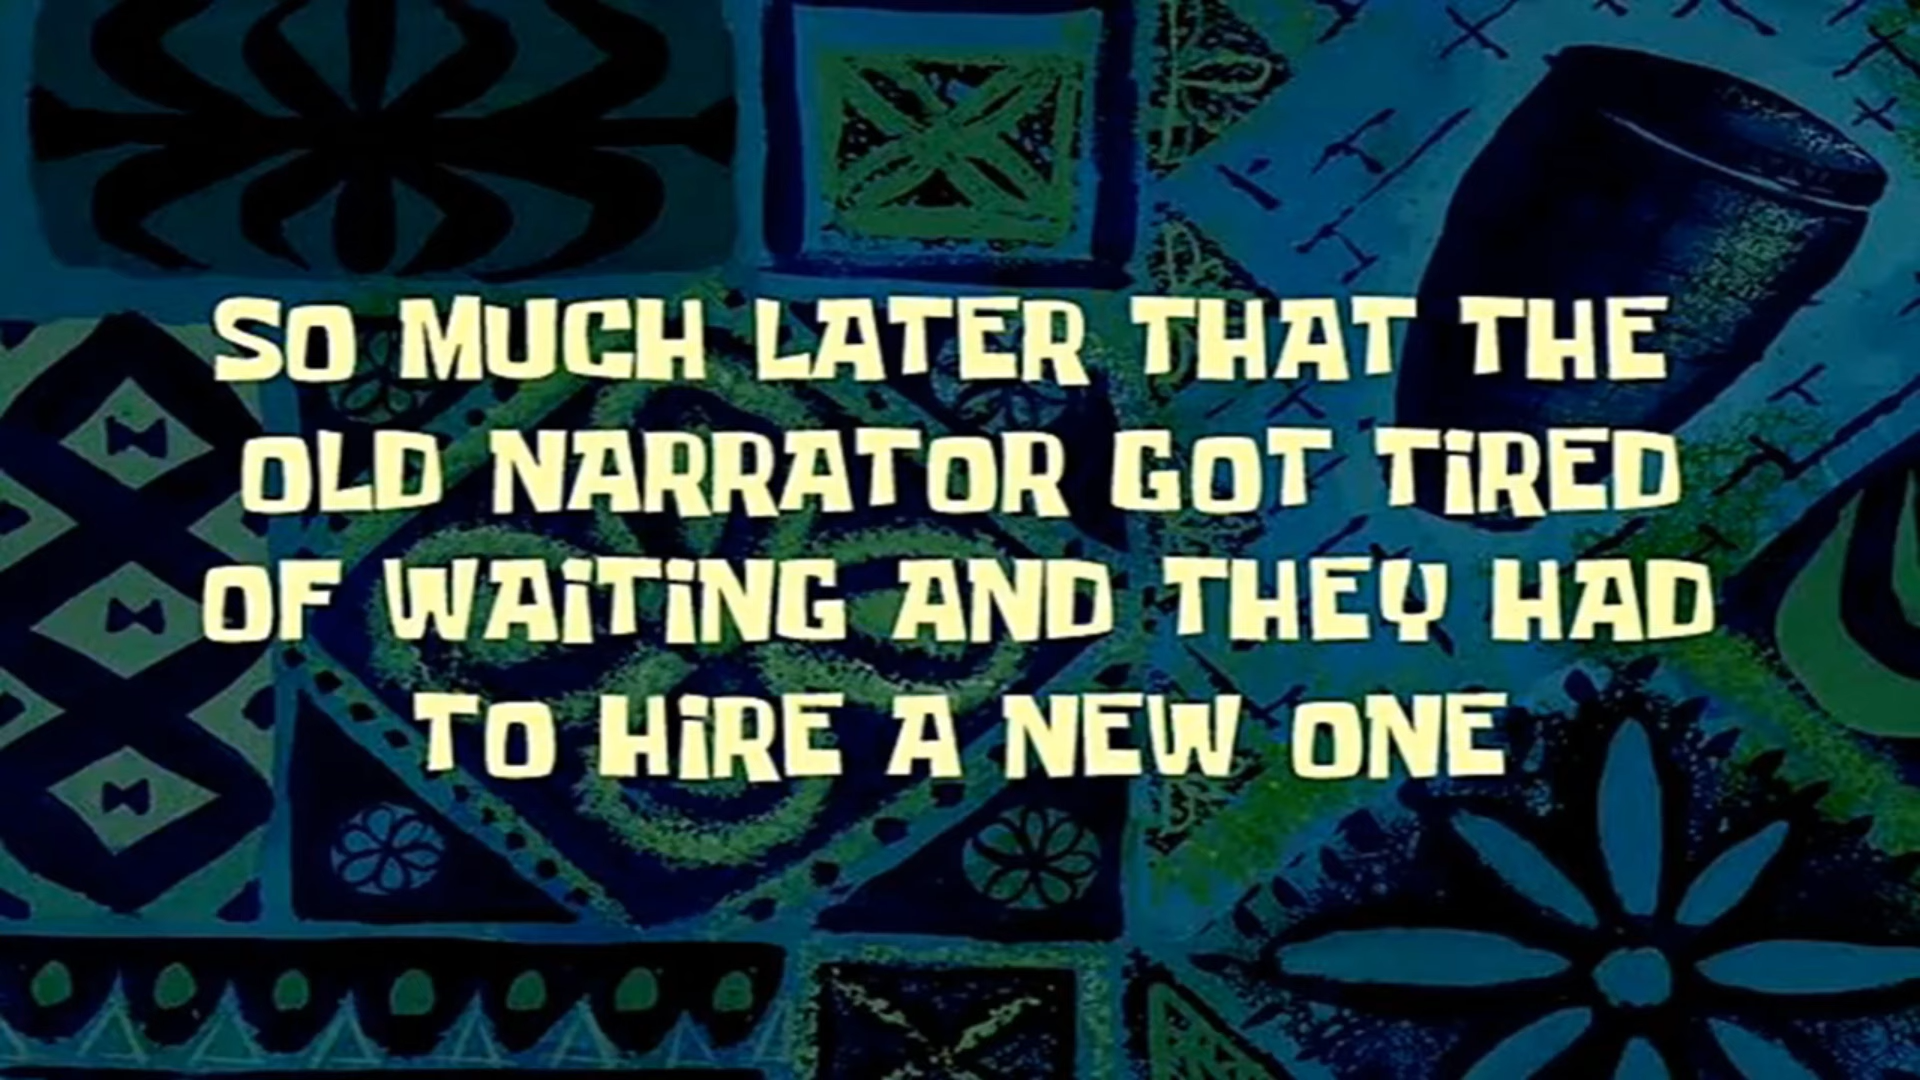 SO MUCH LATER THAT THE
OLD NARRATOR GOT TIRED
OF WAITING AND THEY HAD
TO HIRE A NEW ONE